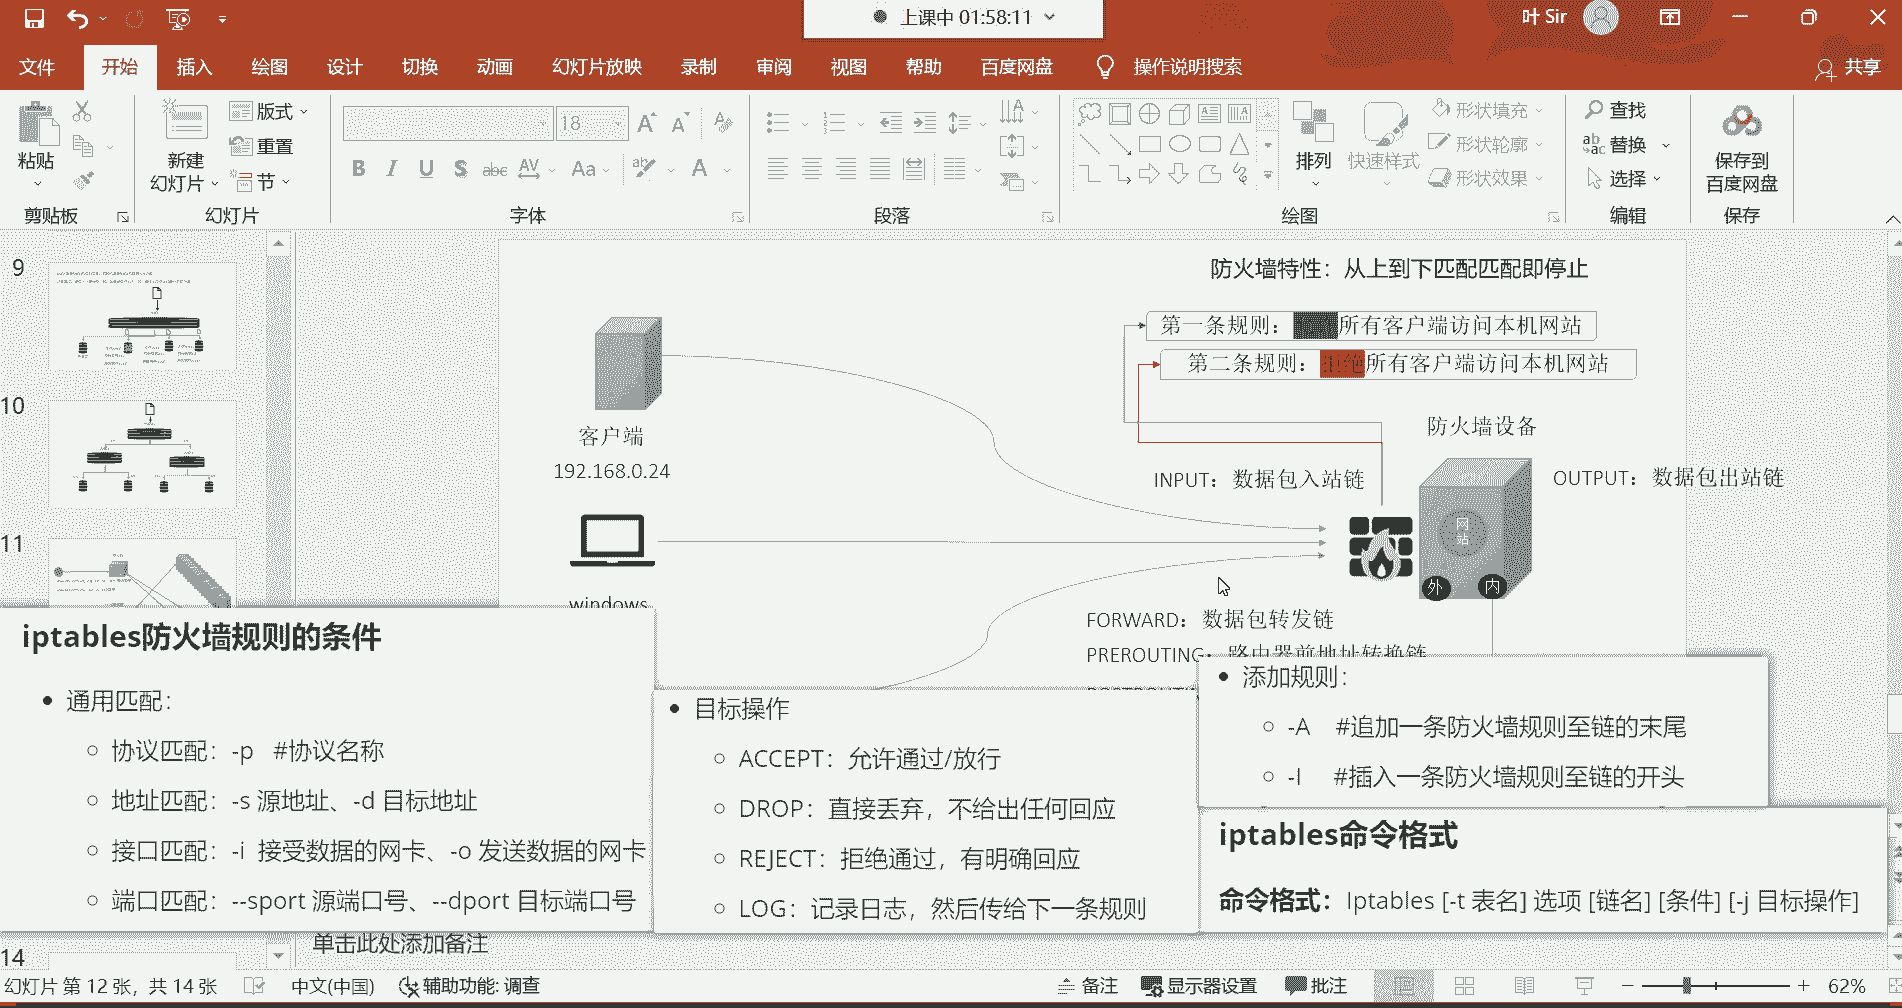 上课中 01:58:11
叶 Sir
文件 开始 插入 绘图 设计 切换 动画 幻灯片放映 录制 审阅 视图 帮助 百度网盘 操作说明搜索 共享
粘贴
剪贴板
新建
幻灯片
版式
重置
节
幻灯片
18
字体
段落
排列
快速样式
形状填充
形状轮廓
形状效果
绘图
查找
替换
选择
编辑
保存到
百度网盘
保存
9
10
11
14
防火墙特性：从上到下匹配匹配即停止
第一条规则： 所有客户端访问本机网站
第二条规则：拒绝所有客户端访问本机网站
客户端
192.168.0.24
windows
防火墙设备
INPUT：数据包入站链
OUTPUT：数据包出站链
网站
外
内
FORWARD：数据包转发链
PREROUTING：路由器前地址转换链
iptables防火墙规则的条件
通用匹配：
协议匹配：-p #协议名称
地址匹配：-s 源地址、-d 目标地址
接口匹配：-i 接受数据的网卡、-o 发送数据的网卡
端口匹配：--sport 源端口号、--dport 目标端口号
目标操作
ACCEPT：允许通过/放行
DROP：直接丢弃，不给出任何回应
REJECT：拒绝通过，有明确回应
LOG：记录日志，然后传给下一条规则
添加规则：
-A #追加一条防火墙规则至链的末尾
-I #插入一条防火墙规则至链的开头
iptables命令格式
命令格式：Iptables [-t 表名] 选项 [链名] [条件] [-j 目标操作]
单击此处添加备注
幻灯片 第 12 张，共 14 张 中文(中国) 辅助功能: 调查 备注 显示器设置 批注 62%